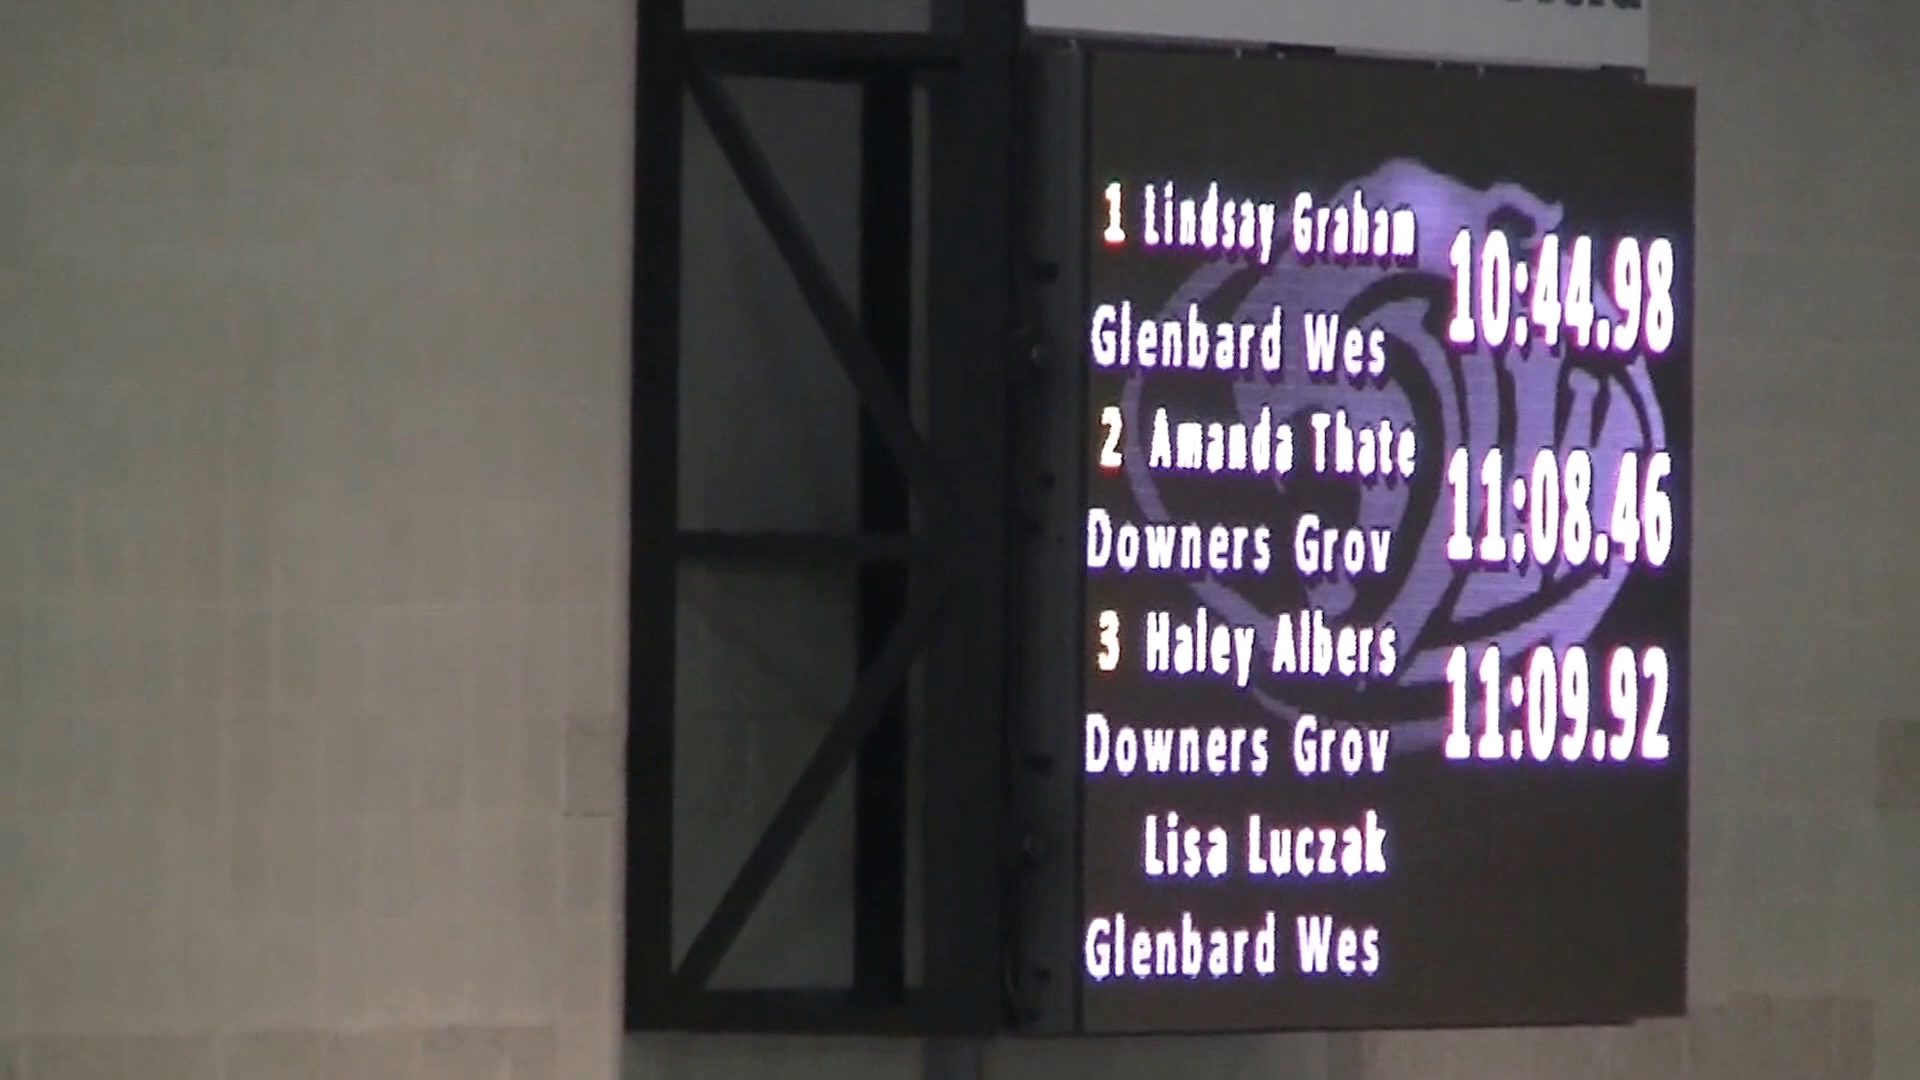 1 Lindsay Graham
10:44.98
Glenbard Wes
2 Amanda Thate
11:08.46
Downers Grov
3 Haley Albers
11:09.92
Downers Grov
Lisa Luczak
Glenbard Wes